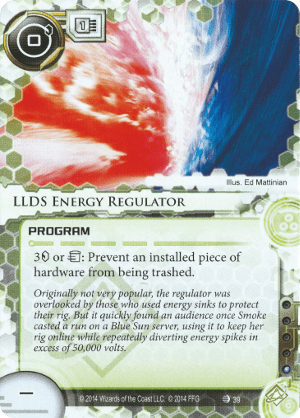 0
1
Illus. Ed Mattinian
LLDS Energy Regulator
PROGRAM
3 or : Prevent an installed piece of
hardware from being trashed.
Originally not very popular, the regulator was
overlooked by those who used energy sinks to protect
their rig. But it quickly found an audience once Smoke
casted a run on a Blue Sun server, using it to keep her
rig online while repeatedly diverting energy spikes in
excess of 50,000 volts.
–
© 2014 Wizards of the Coast LLC. © 2014 FFG 39